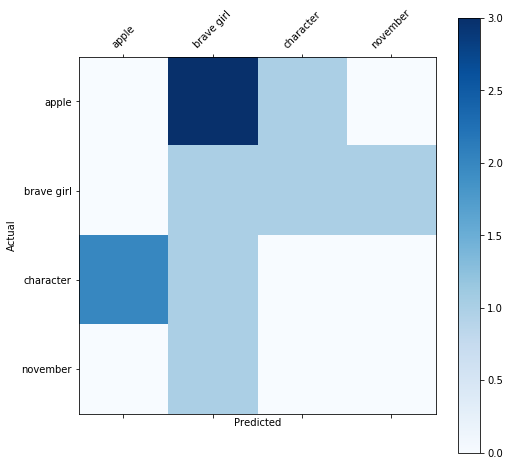 apple
brave girl
character
november
apple
brave girl
character
november
Actual
Predicted
3.0
2.5
2.0
1.5
1.0
0.5
0.0